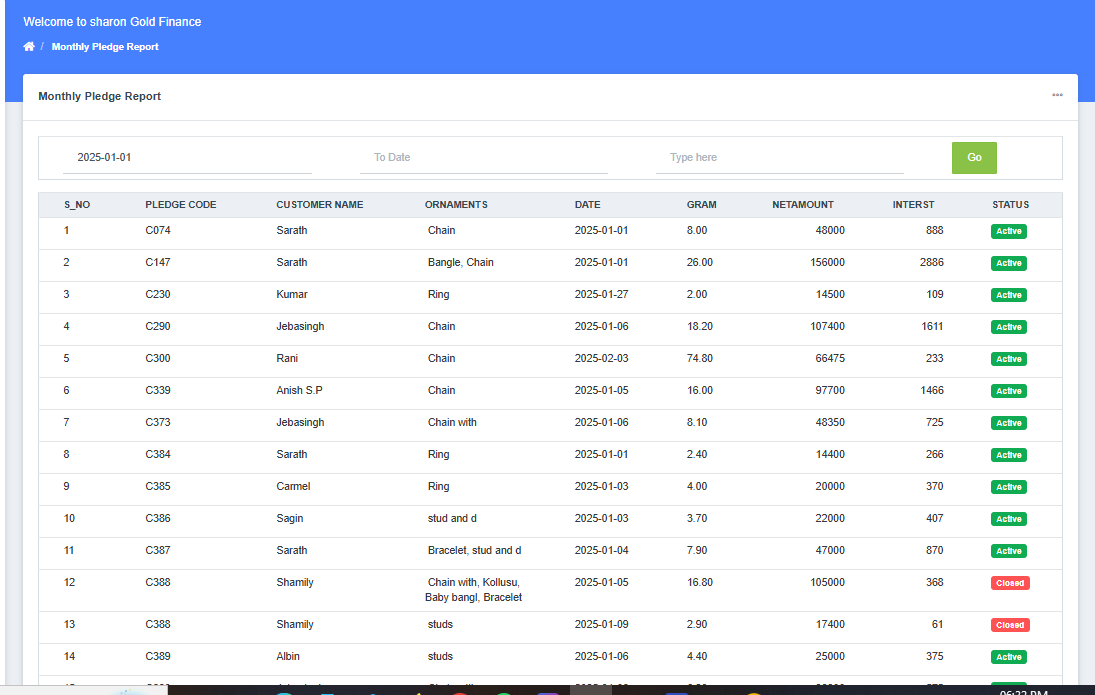 Welcome to sharon Gold Finance
/ Monthly Pledge Report
Monthly Pledge Report
2025-01-01 To Date Type here Go
S_NO PLEDGE CODE CUSTOMER NAME ORNAMENTS DATE GRAM NETAMOUNT INTERST STATUS
1 C074 Sarath Chain 2025-01-01 8.00 48000 888 Active
2 C147 Sarath Bangle, Chain 2025-01-01 26.00 156000 2886 Active
3 C230 Kumar Ring 2025-01-27 2.00 14500 109 Active
4 C290 Jebasingh Chain 2025-01-06 18.20 107400 1611 Active
5 C300 Rani Chain 2025-02-03 74.80 66475 233 Active
6 C339 Anish S.P Chain 2025-01-05 16.00 97700 1466 Active
7 C373 Jebasingh Chain with 2025-01-06 8.10 48350 725 Active
8 C384 Sarath Ring 2025-01-01 2.40 14400 266 Active
9 C385 Carmel Ring 2025-01-03 4.00 20000 370 Active
10 C386 Sagin stud and d 2025-01-03 3.70 22000 407 Active
11 C387 Sarath Bracelet, stud and d 2025-01-04 7.90 47000 870 Active
12 C388 Shamily Chain with, Kollusu, 2025-01-05 16.80 105000 368 Closed
Baby bangl, Bracelet
13 C388 Shamily studs 2025-01-09 2.90 17400 61 Closed
14 C389 Albin studs 2025-01-06 4.40 25000 375 Active